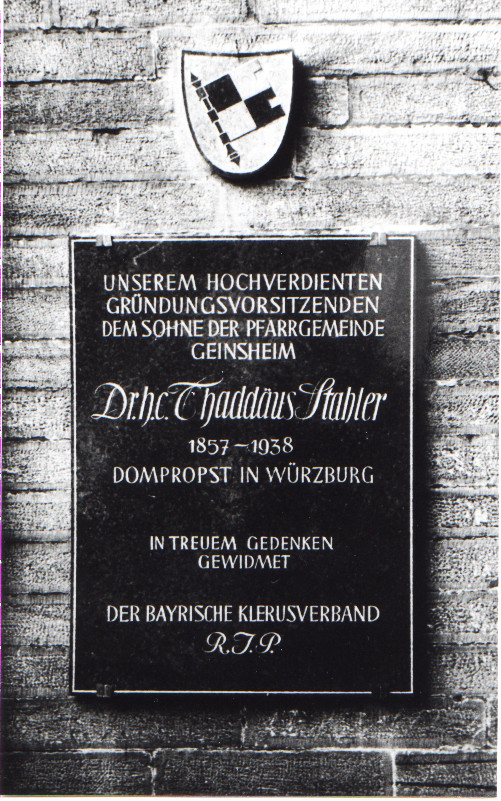 UNSEREM HOCHVERDIENTEN
GRÜNDUNGSVORSITZENDEN
DEM SOHNE DER PFARRGEMEINDE
GEINSHEIM
Dr.h.c. Thaddäus Stahler
1857-1938
DOMPROPST IN WÜRZBURG
IN TREUEM GEDENKEN
GEWIDMET
DER BAYRISCHE KLERUSVERBAND
R.I.P.